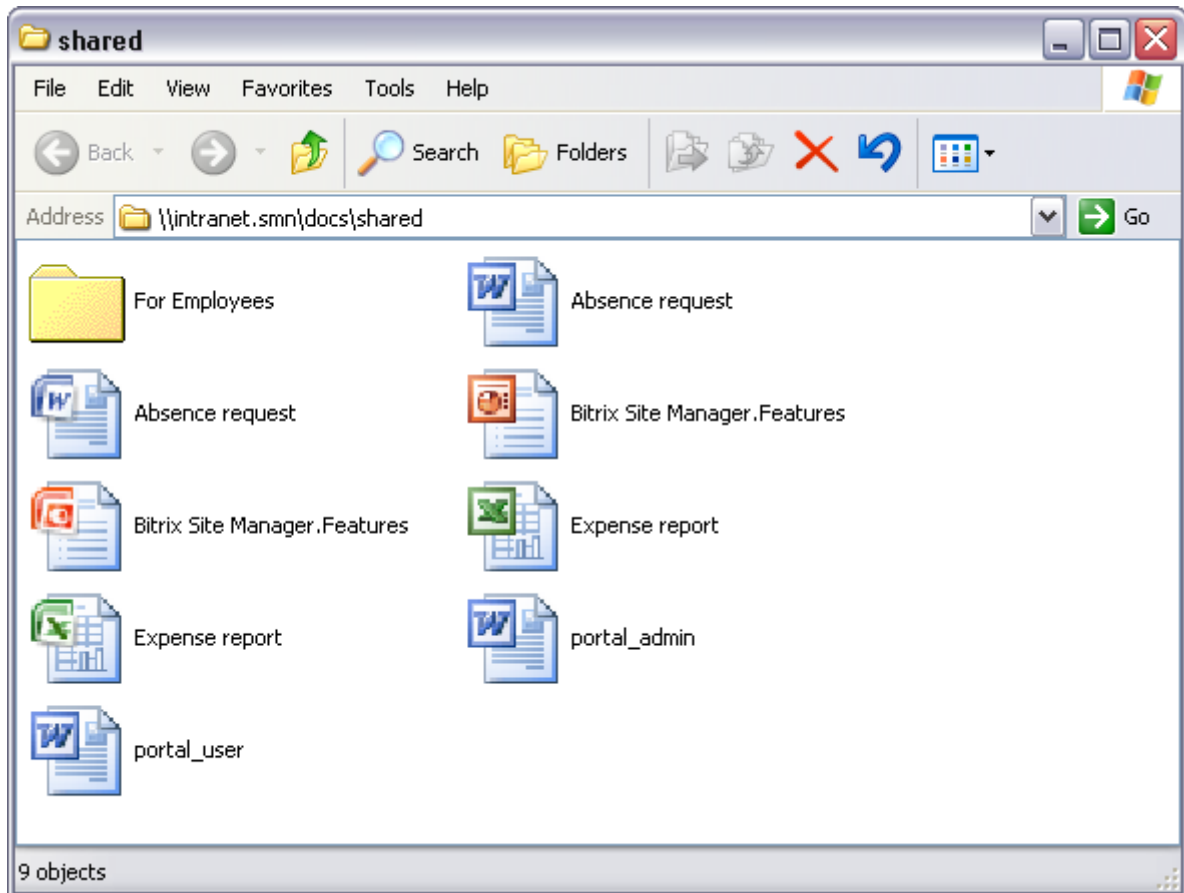 shared
File Edit View Favorites Tools Help
Back Search Folders
Address \\intranet.smn\docs\shared Go
For Employees Absence request
Absence request Bitrix Site Manager.Features
Bitrix Site Manager.Features Expense report
Expense report portal_admin
portal_user
9 objects